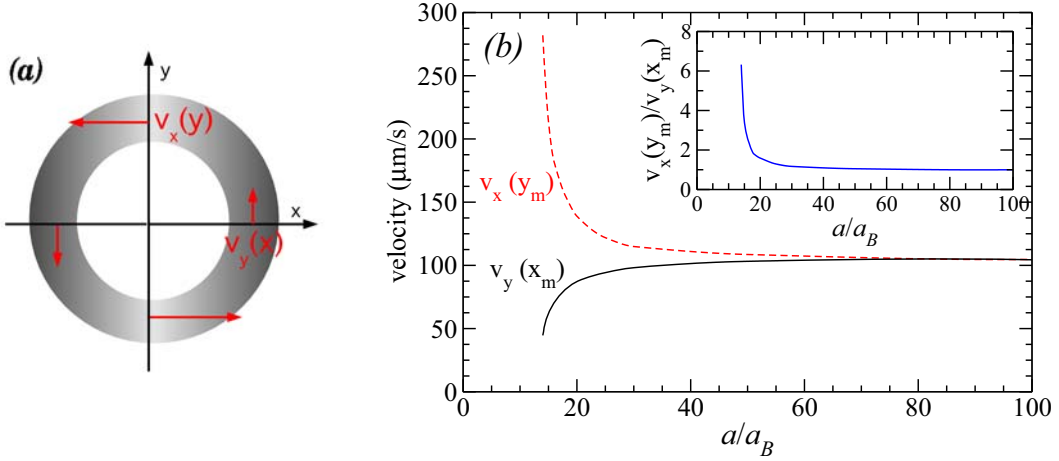 (a)
y
v_x(y)
x
v_y(x)
(b)
300
250
200
150
100
50
0
velocity (μm/s)
v_x (y_m)
v_y (x_m)
0 20 40 60 80 100
a/a_B
8
6
4
2
0
v_x(y_m)/v_y(x_m)
0 20 40 60 80 100
a/a_B